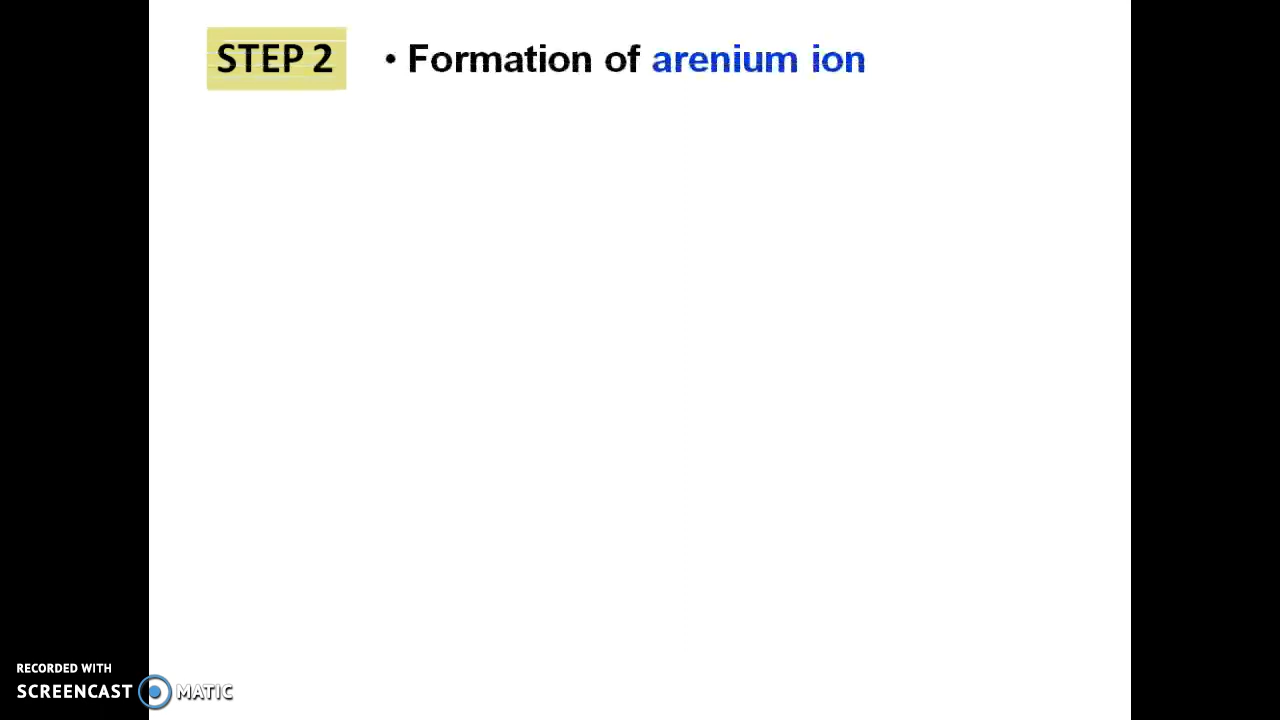 STEP 2 • Formation of arenium ion
RECORDED WITH
SCREENCAST MATIC